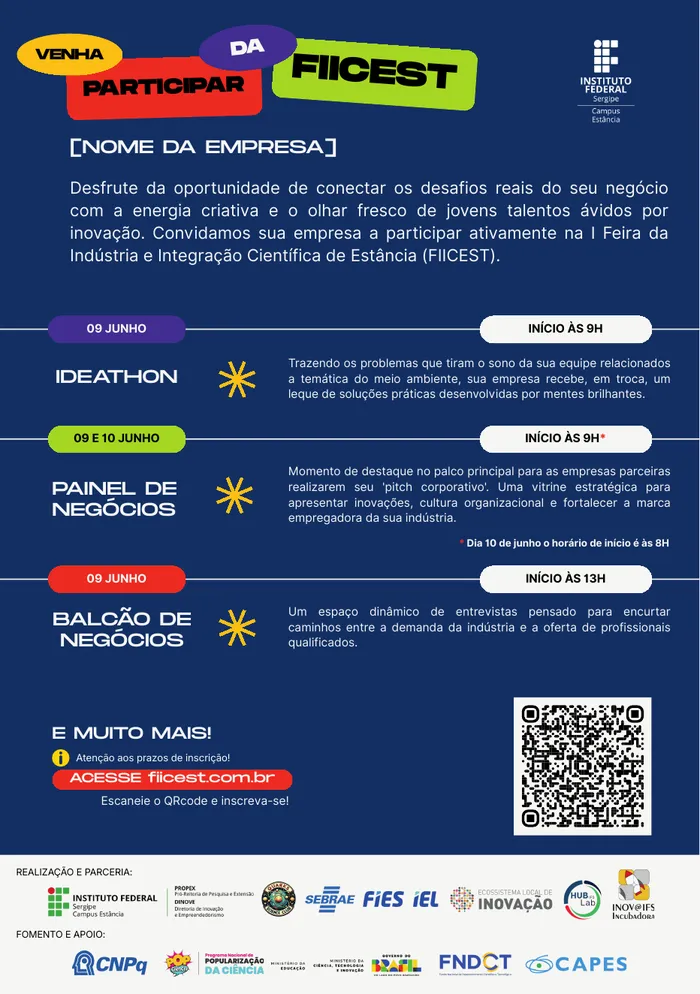 VENHA
PARTICIPAR
DA
FIICEST
INSTITUTO
FEDERAL
Sergipe
Campus
Estância
[NOME DA EMPRESA]
Desfrute da oportunidade de conectar os desafios reais do seu negócio
com a energia criativa e o olhar fresco de jovens talentos ávidos por
inovação. Convidamos sua empresa a participar ativamente na I Feira da
Indústria e Integração Científica de Estância (FIICEST).
09 JUNHO
INÍCIO ÀS 9H
IDEATHON
Trazendo os problemas que tiram o sono da sua equipe relacionados
a temática do meio ambiente, sua empresa recebe, em troca, um
leque de soluções práticas desenvolvidas por mentes brilhantes.
09 E 10 JUNHO
INÍCIO ÀS 9H*
PAINEL DE
NEGÓCIOS
Momento de destaque no palco principal para as empresas parceiras
realizarem seu 'pitch corporativo'. Uma vitrine estratégica para
apresentar inovações, cultura organizacional e fortalecer a marca
empregadora da sua indústria.
* Dia 10 de junho o horário de início é às 8H
09 JUNHO
INÍCIO ÀS 13H
BALCÃO DE
NEGÓCIOS
Um espaço dinâmico de entrevistas pensado para encurtar
caminhos entre a demanda da indústria e a oferta de profissionais
qualificados.
E MUITO MAIS!
i Atenção aos prazos de inscrição!
ACESSE fiicest.com.br
Escaneie o QRcode e inscreva-se!
REALIZAÇÃO E PARCERIA:
INSTITUTO FEDERAL
Sergipe
Campus Estância
PROPEX
Pró-Reitoria de Pesquisa e Extensão
DINOVE
Diretoria de Inovação
e Empreendedorismo
SEBRAE
FIES IEL
ECOSSISTEMA LOCAL DE
INOVAÇÃO
HUB IFS
Lab
INOV@IFS
Incubadora
FOMENTO E APOIO:
CNPq
Programa Nacional de
POPULARIZAÇÃO
DA CIÊNCIA
MINISTÉRIO DA
EDUCAÇÃO
MINISTÉRIO DA
CIÊNCIA, TECNOLOGIA
E INOVAÇÃO
GOVERNO DO
BRASIL
DO LADO DO POVO BRASILEIRO
FNDCT
CAPES